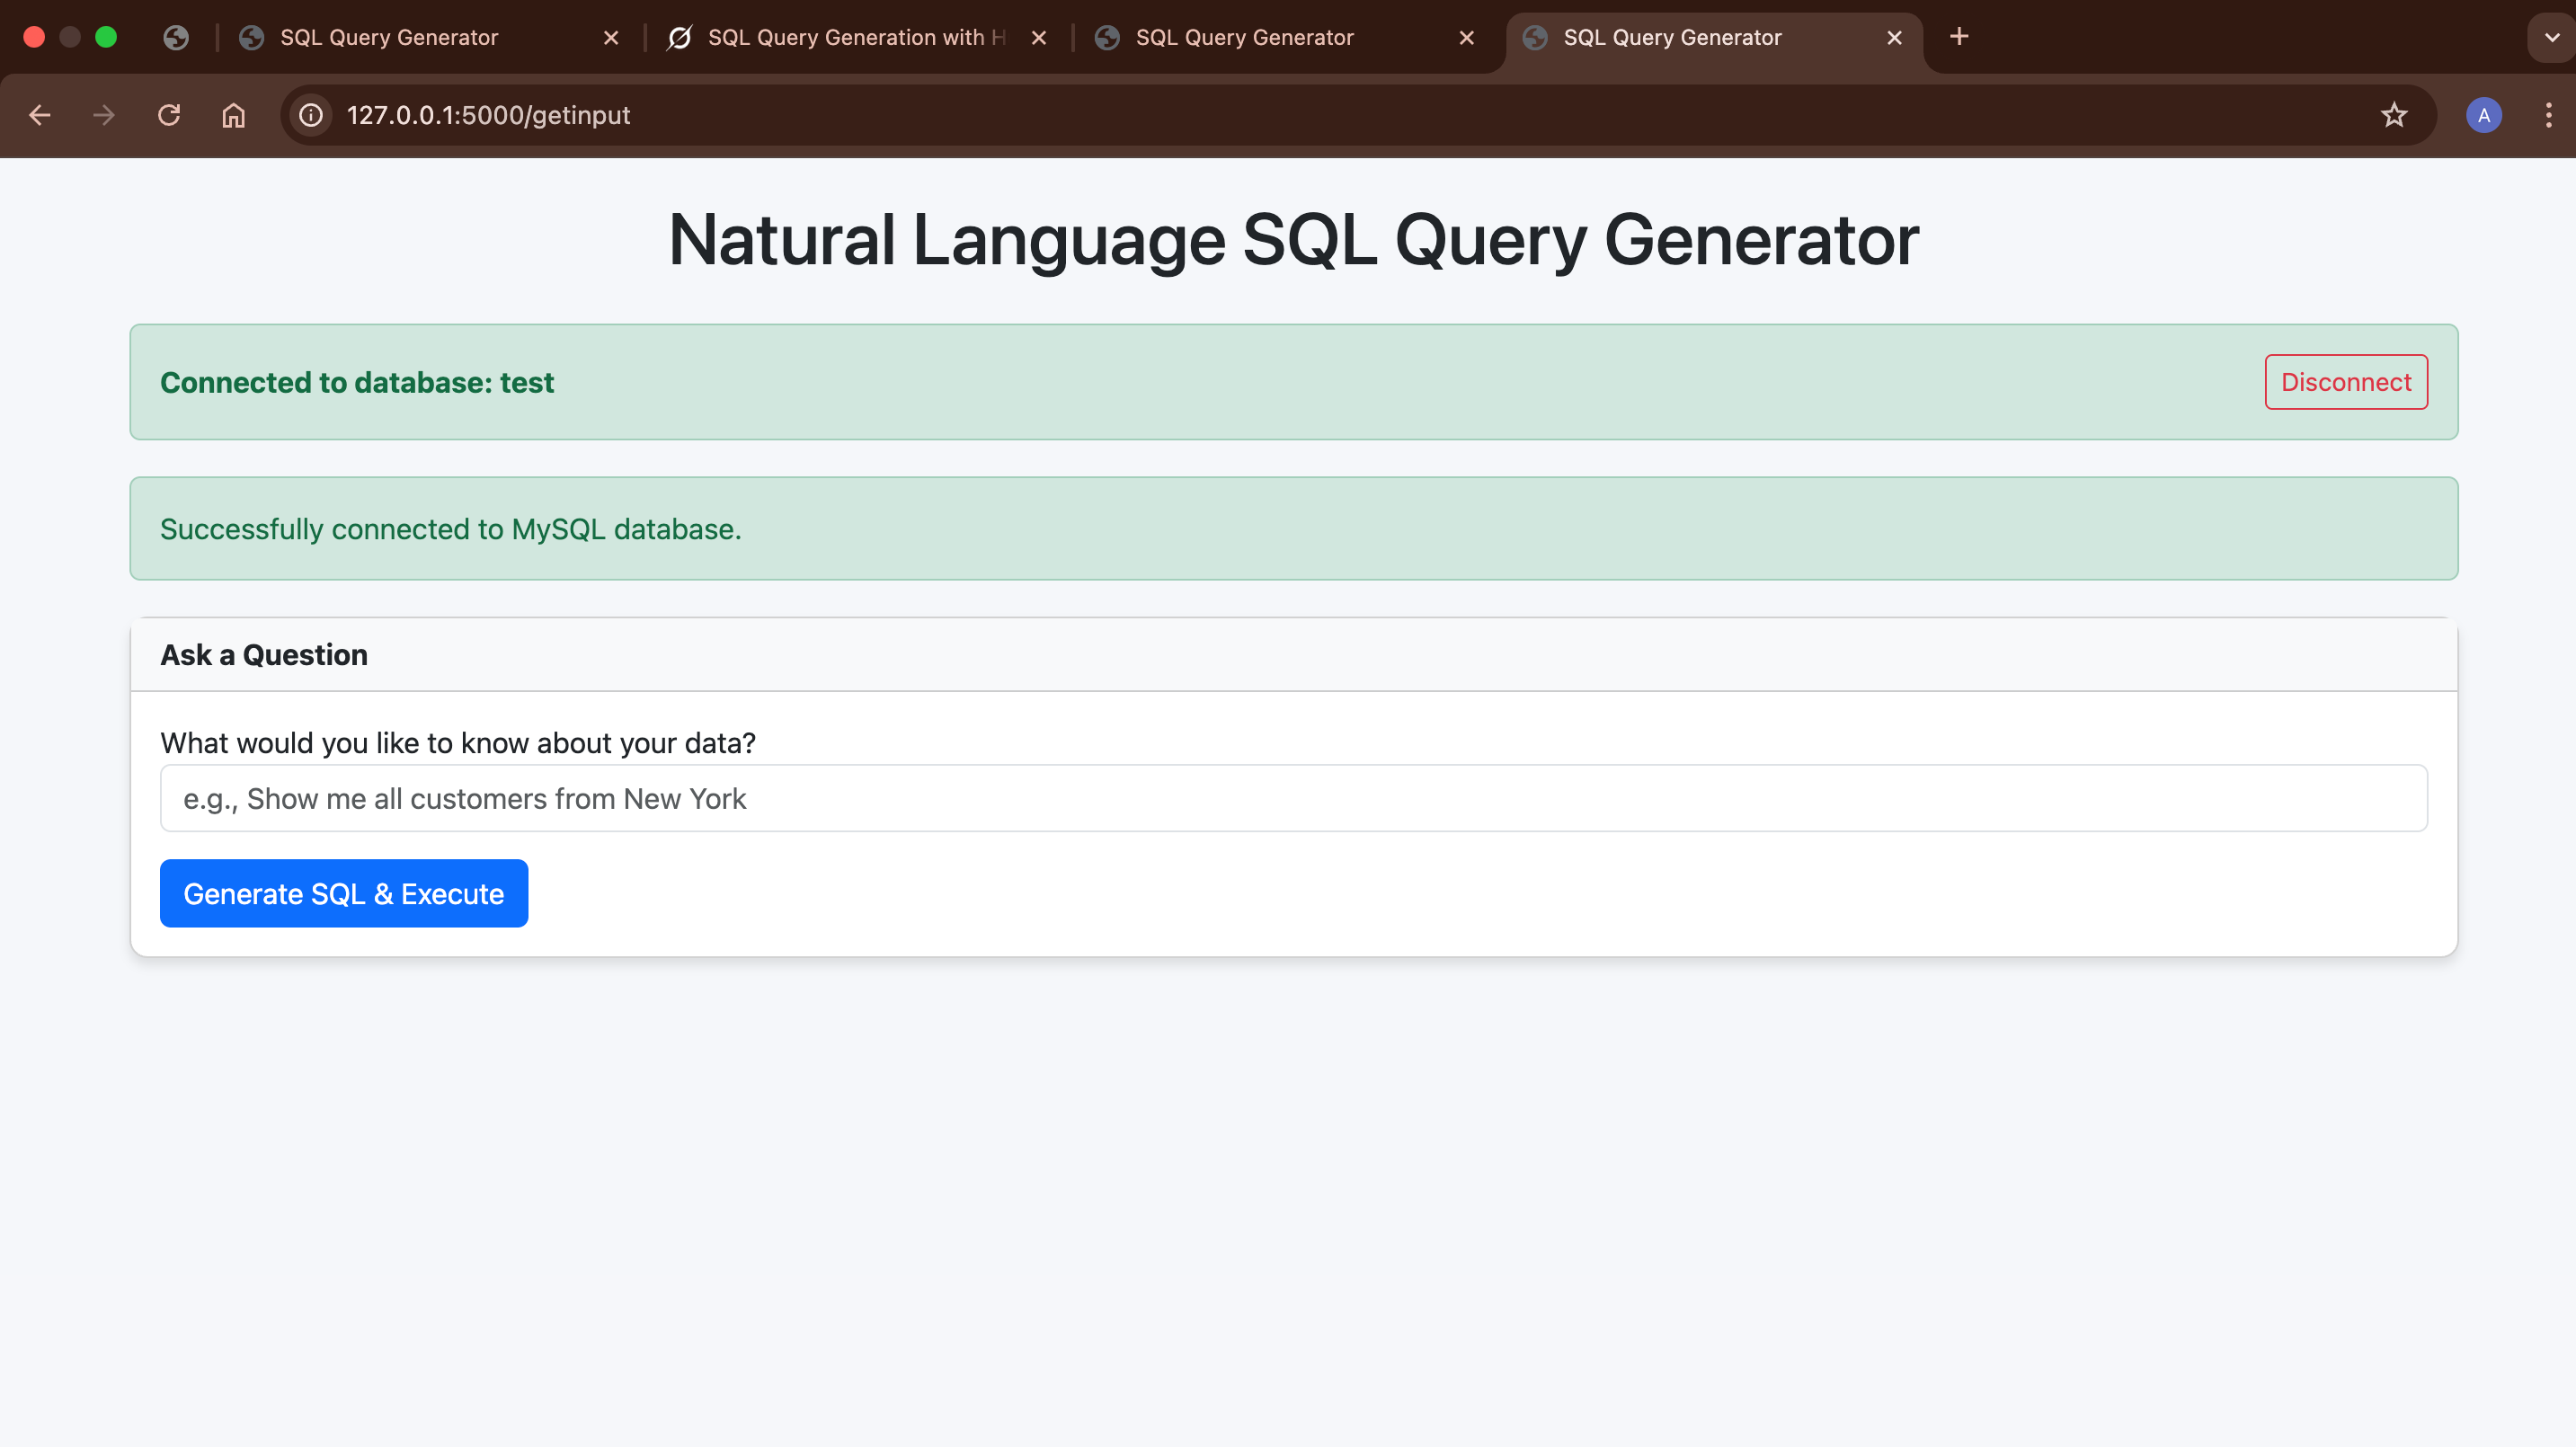 SQL Query Generator
SQL Query Generation with H
SQL Query Generator
SQL Query Generator
127.0.0.1:5000/getinput
A
Natural Language SQL Query Generator
Connected to database: test
Disconnect
Successfully connected to MySQL database.
Ask a Question
What would you like to know about your data?
e.g., Show me all customers from New York
Generate SQL & Execute